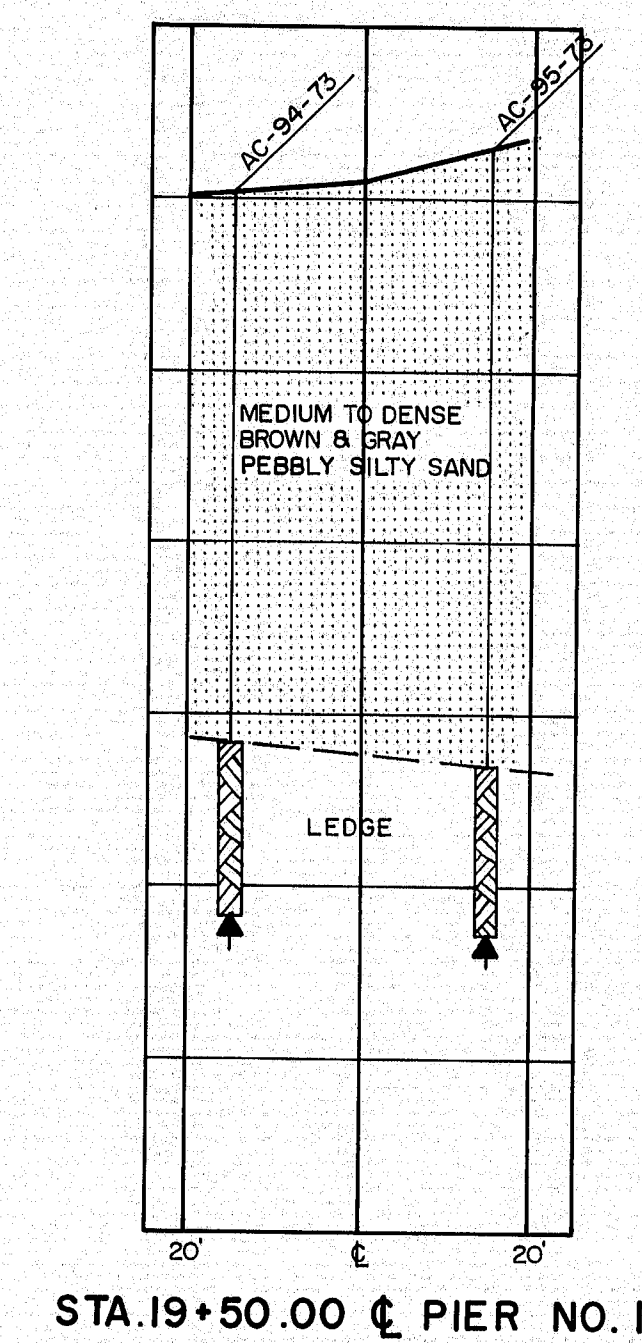 AC-94-73
AC-95-73
MEDIUM TO DENSE
BROWN & GRAY
PEBBLY SILTY SAND
LEDGE
20' ℄ 20'
STA.19+50.00 ℄ PIER NO. 1